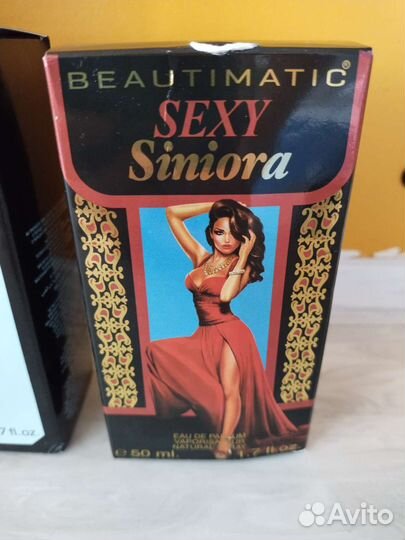 BEAUTIMATIC®
SEXY
Siniora
EAU DE PARFUM
VAPORISATEUR
NATURAL SPRAY
e 50 ml. 1.7 fl.oz.
7 fl.oz
Avito